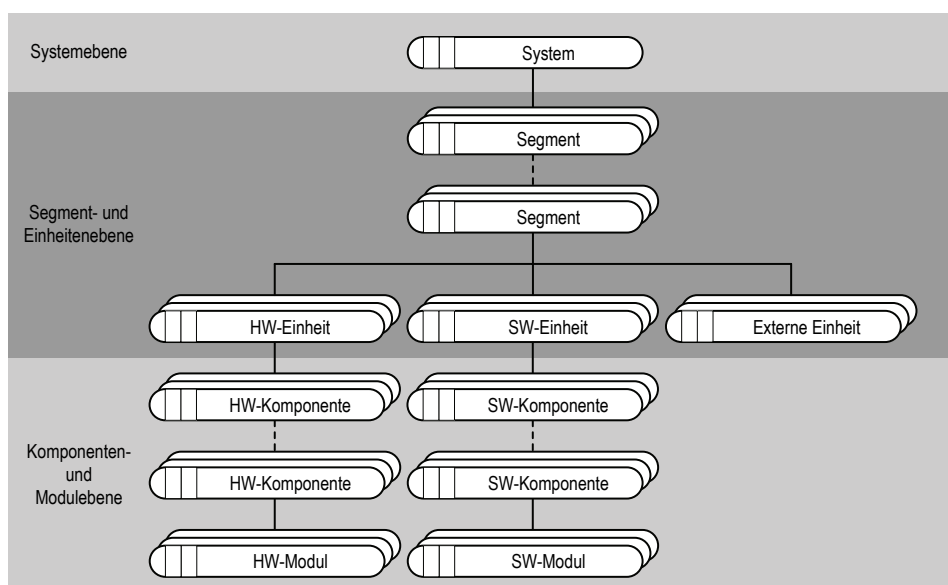 Systemebene
System
Segment
Segment- und
Einheitenebene
Segment
HW-Einheit
SW-Einheit
Externe Einheit
Komponenten-
und
Modulebene
HW-Komponente
SW-Komponente
HW-Komponente
SW-Komponente
HW-Modul
SW-Modul